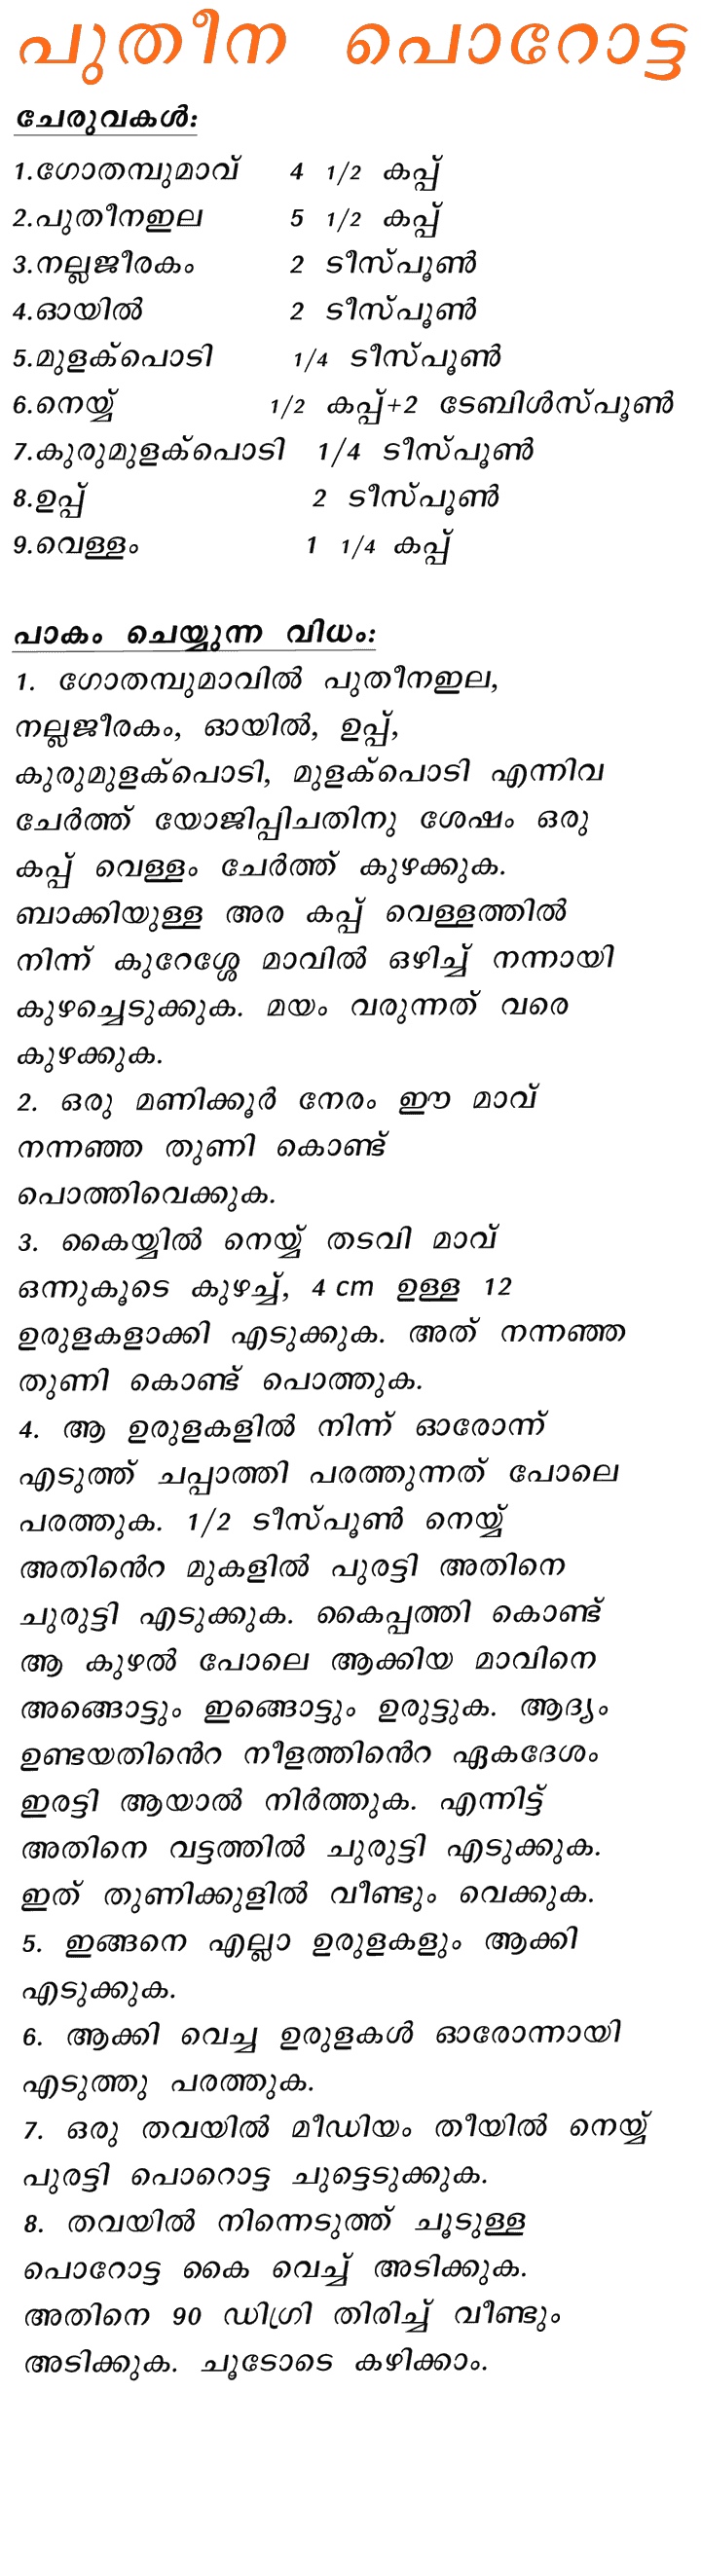 പുതീന പൊറോട്ട
ചേരുവകൾ:
1.ഗോതമ്പുമാവ് 4 1/2 കപ്പ്
2.പുതീനഇല 5 1/2 കപ്പ്
3.നല്ലജീരകം 2 ടീസ്പൂൺ
4.ഓയിൽ 2 ടീസ്പൂൺ
5.മുളക്പൊടി 1/4 ടീസ്പൂൺ
6.നെയ്യ് 1/2 കപ്പ്+2 ടേബിൾസ്പൂൺ
7.കുരുമുളക്പൊടി 1/4 ടീസ്പൂൺ
8.ഉപ്പ് 2 ടീസ്പൂൺ
9.വെള്ളം 1 1/4 കപ്പ്
പാകം ചെയ്യുന്ന വിധം:
1. ഗോതമ്പുമാവിൽ പുതീനഇല,
നല്ലജീരകം, ഓയിൽ, ഉപ്പ്,
കുരുമുളക്പൊടി, മുളക്പൊടി എന്നിവ
ചേർത്ത് യോജിപ്പിചതിനു ശേഷം ഒരു
കപ്പ് വെള്ളം ചേർത്ത് കുഴക്കുക.
ബാക്കിയുള്ള അര കപ്പ് വെള്ളത്തിൽ
നിന്ന് കുറേശ്ശേ മാവിൽ ഒഴിച്ച് നന്നായി
കുഴച്ചെടുക്കുക. മയം വരുന്നത് വരെ
കുഴക്കുക.
2. ഒരു മണിക്കൂർ നേരം ഈ മാവ്
നന്നഞ്ഞ തുണി കൊണ്ട്
പൊത്തിവെക്കുക.
3. കൈയ്യിൽ നെയ്യ് തടവി മാവ്
ഒന്നുകൂടെ കുഴച്ച്, 4 cm ഉള്ള 12
ഉരുളകളാക്കി എടുക്കുക. അത് നന്നഞ്ഞ
തുണി കൊണ്ട് പൊത്തുക.
4. ആ ഉരുളകളിൽ നിന്ന് ഓരോന്ന്
എടുത്ത് ചപ്പാത്തി പരത്തുന്നത് പോലെ
പരത്തുക. 1/2 ടീസ്പൂൺ നെയ്യ്
അതിൻെറ മുകളിൽ പുരട്ടി അതിനെ
ചുരുട്ടി എടുക്കുക. കൈപ്പത്തി കൊണ്ട്
ആ കുഴൽ പോലെ ആക്കിയ മാവിനെ
അങ്ങൊട്ടും ഇങ്ങൊട്ടും ഉരുട്ടുക. ആദ്യം
ഉണ്ടയതിൻെറ നീളത്തിൻെറ ഏകദേശം
ഇരട്ടി ആയാൽ നിർത്തുക. എന്നിട്ട്
അതിനെ വട്ടത്തിൽ ചുരുട്ടി എടുക്കുക.
ഇത് തുണിക്കുളിൽ വീണ്ടും വെക്കുക.
5. ഇങ്ങനെ എല്ലാ ഉരുളകളും ആക്കി
എടുക്കുക.
6. ആക്കി വെച്ച ഉരുളകൾ ഓരോന്നായി
എടുത്തു പരത്തുക.
7. ഒരു തവയിൽ മീഡിയം തീയിൽ നെയ്യ്
പുരട്ടി പൊറൊട്ട ചുട്ടെടുക്കുക.
8. തവയിൽ നിന്നെടുത്ത് ചൂടുള്ള
പൊറോട്ട കൈ വെച്ച് അടിക്കുക.
അതിനെ 90 ഡിഗ്രി തിരിച്ച് വീണ്ടും
അടിക്കുക. ചൂടോടെ കഴിക്കാം.